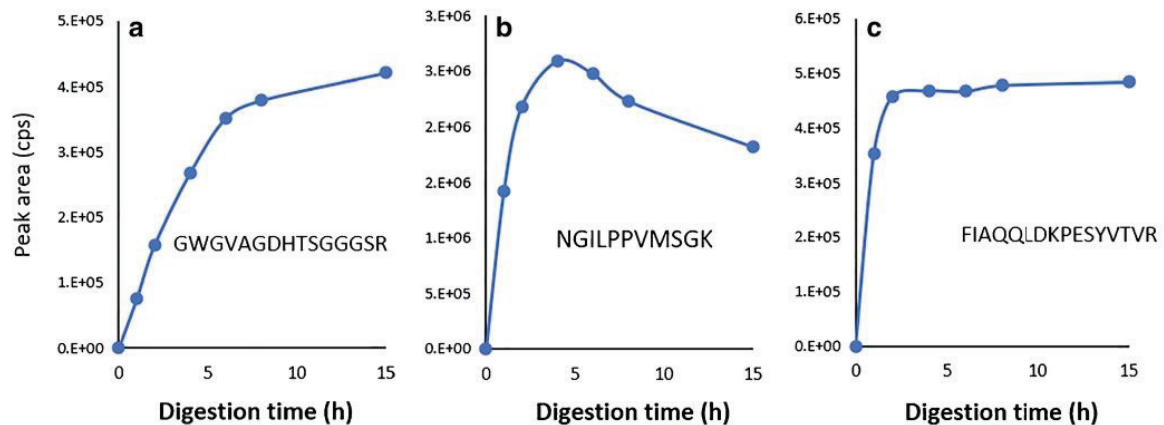 a
5.E+05
4.E+05
3.E+05
2.E+05
1.E+05
0.E+00
Peak area (cps)
GWGVAGDHTSGGGSR
0 5 10 15
Digestion time (h)
b
3.E+06
3.E+06
2.E+06
2.E+06
1.E+06
5.E+05
0.E+00
NGILPPVMSGK
0 5 10 15
Digestion time (h)
c
6.E+05
5.E+05
4.E+05
3.E+05
2.E+05
1.E+05
0.E+00
FIAQQLDKPESYVTVR
0 5 10 15
Digestion time (h)